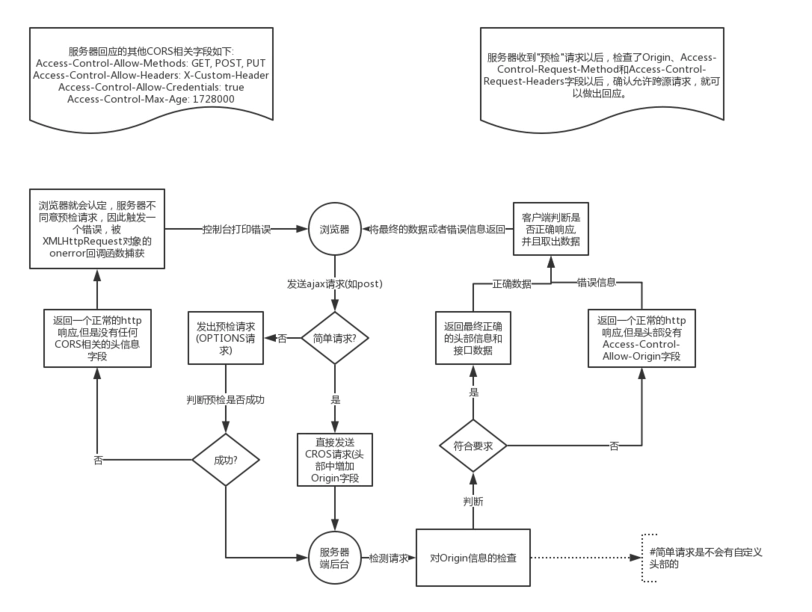 服务器回应的其他CORS相关字段如下:
Access-Control-Allow-Methods: GET, POST, PUT
Access-Control-Allow-Headers: X-Custom-Header
Access-Control-Allow-Credentials: true
Access-Control-Max-Age: 1728000
服务器收到"预检"请求以后，检查了Origin、Access-
Control-Request-Method和Access-Control-
Request-Headers字段以后，确认允许跨源请求，就可
以做出回应。
浏览器就会认定，服务器不
同意预检请求，因此触发一
个错误，被
XMLHttpRequest对象的
onerror回调函数捕获
控制台打印错误
浏览器
将最终的数据或者错误信息返回
客户端判断是
否正确响应,
并且取出数据
发送ajax请求(如post)
正确数据
错误信息
返回一个正常的http
响应,但是没有任何
CORS相关的头信息
字段
发出预检请求
(OPTIONS请
求)
否
简单请求?
返回最终正确
的头部信息和
接口数据
返回一个正常的http
响应,但是头部没有
Access-Control-
Allow-Origin字段
判断预检是否成功
是
是
否
成功?
直接发送
CROS请求(头
部中增加
Origin字段
符合要求
否
判断
服务器
端后台
检测请求
对Origin信息的检查
#简单请求是不会有自定义
头部的